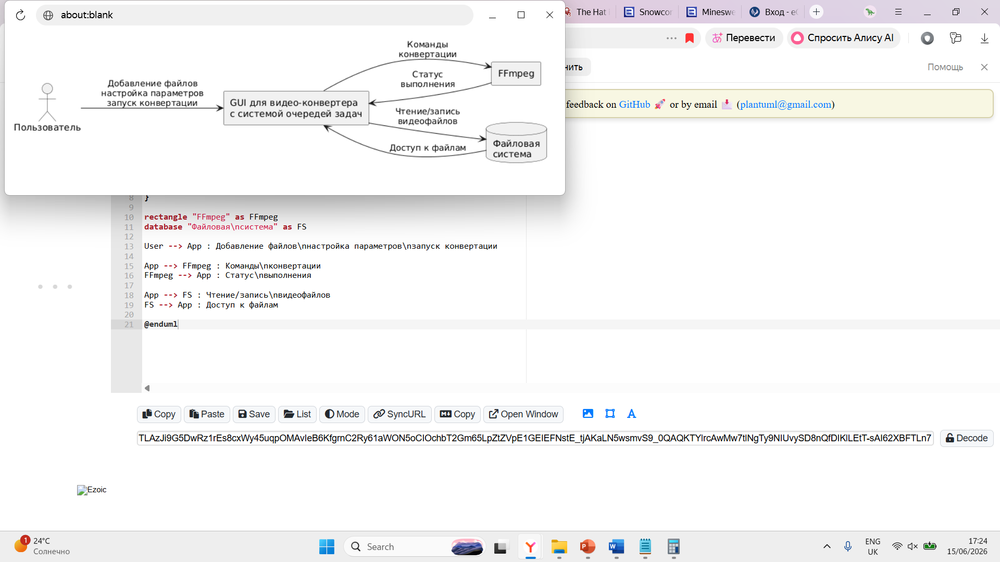 about:blank
The Hat i
Snowcor
Mineswe
Вход - eC
Перевести
Спросить Алису AI
нить
Помощь
feedback on GitHub 🚀 or by email 📩 (plantuml@gmail.com)
Команды
конвертации
FFmpeg
Статус
выполнения
Добавление файлов
настройка параметров
запуск конвертации
GUI для видео-конвертера
с системой очередей задач
Чтение/запись
видеофайлов
Пользователь
Файловая
система
Доступ к файлам
8 }
9
10 rectangle "FFmpeg" as FFmpeg
11 database "Файловая\nсистема" as FS
12
13 User --> App : Добавление файлов\nнастройка параметров\nзапуск конвертации
14
15 App --> FFmpeg : Команды\nконвертации
16 FFmpeg --> App : Статус\nвыполнения
17
18 App --> FS : Чтение/запись\nвидеофайлов
19 FS --> App : Доступ к файлам
20
21 @enduml
Copy Paste Save List Mode SyncURL Copy Open Window
TLAzJi9G5DwRz1rEs8cxWy45uqpOMAvIeB6KfgrnC2Ry61aWON5oCIOchbT2Gm65LpZtZVpE1GEIEFNstE_tjAKaLN5wsmvS9_0QAQKTYlrcAwMw7tlNgTy9NIUvySD8nQfDIKlLEtT-sAI62XBFTLn7
Decode
Ezoic
1
24°C
Солнечно
Search
ENG
UK
17:24
15/06/2026